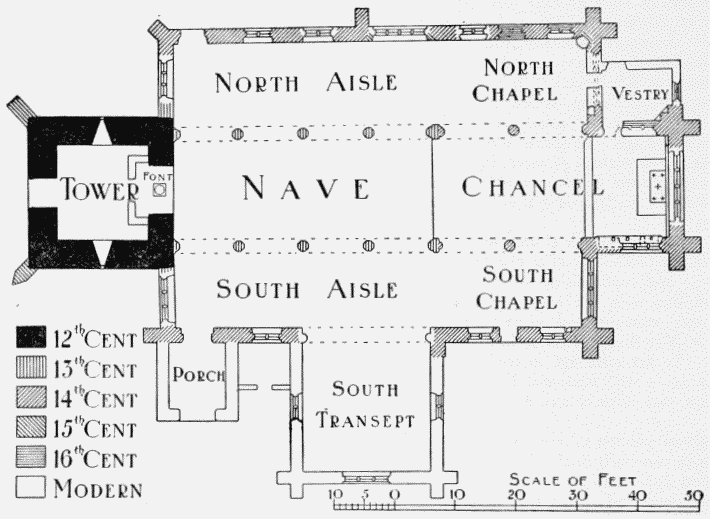 NORTH AISLE
NORTH
CHAPEL
VESTRY
TOWER
FONT
NAVE
CHANCEL
SOUTH AISLE
SOUTH
CHAPEL
PORCH
SOUTH
TRANSEPT
12th CENT
13th CENT
14th CENT
15th CENT
16th CENT
MODERN
SCALE OF FEET
10 5 0 10 20 30 40 50